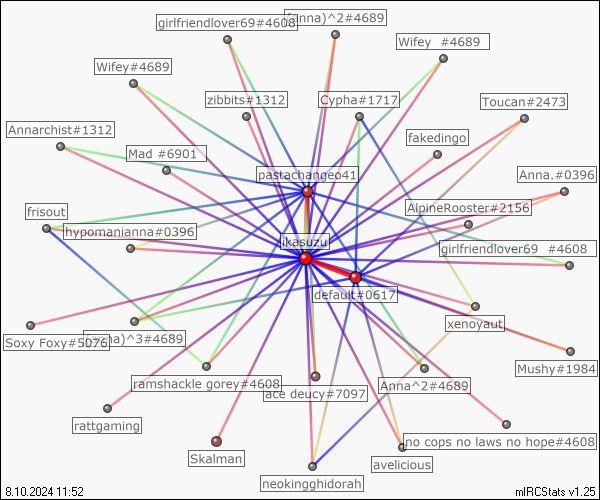 girlfriendlover69#4608
(anna)^2#4689
Wifey #4689
Wifey#4689
zibbits#1312
Cypha#1717
Toucan#2473
Annarchist#1312
fakedingo
Mad #6901
pastachangeo41
Anna.#0396
AlpineRooster#2156
frisout
hypomanianna#0396
ikasuzu
girlfriendlover69 #4608
default#0617
xenoyaut
Soxy Foxy#5075
(anna)^3#4689
Mushy#1984
ramshackle gorey#4608
ace deucy#7097
Anna^2#4689
rattgaming
no cops no laws no hope#4608
Skalman
avelicious
neokingghidorah
8.10.2024 11:52
mIRCStats v1.25